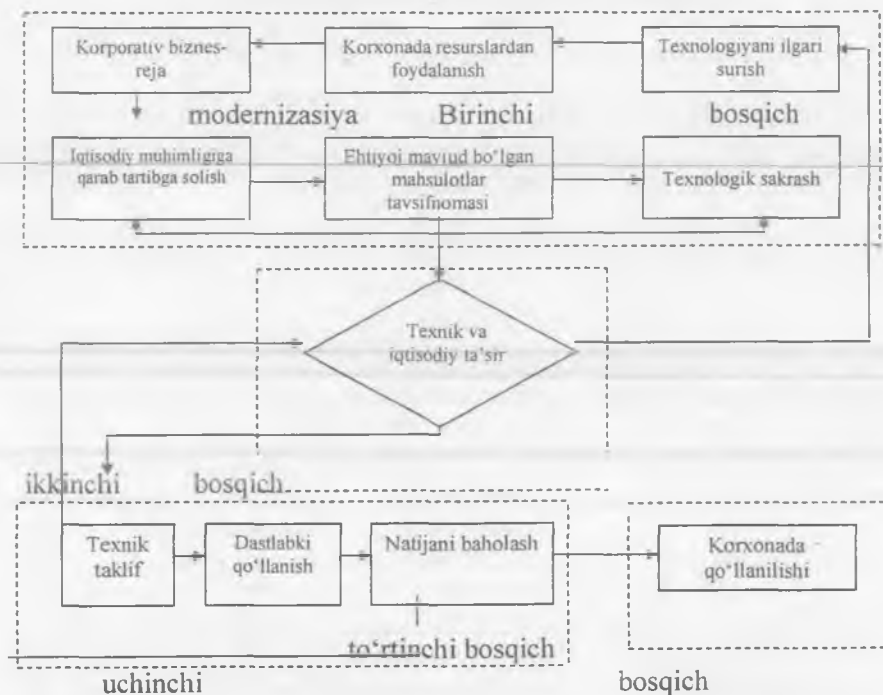 Korporativ biznes-
reja
Korxonada resurslardan
foydalanish
Texnologiyani ilgari
surish
modernizasiya Birinchi bosqich
Iqtisodiy muhimligiga
qarab tartibga solish
Ehtiyoi mavjud bo‘lgan
mahsulotlar
tavsifnomasi
Texnologik sakrash
Texnik va
iqtisodiy ta’sir
ikkinchi bosqich
Texnik
taklif
Dastlabki
qo‘llanish
Natijani baholash
Korxonada
qo‘llanilishi
to‘rtinchi bosqich
uchinchi bosqich